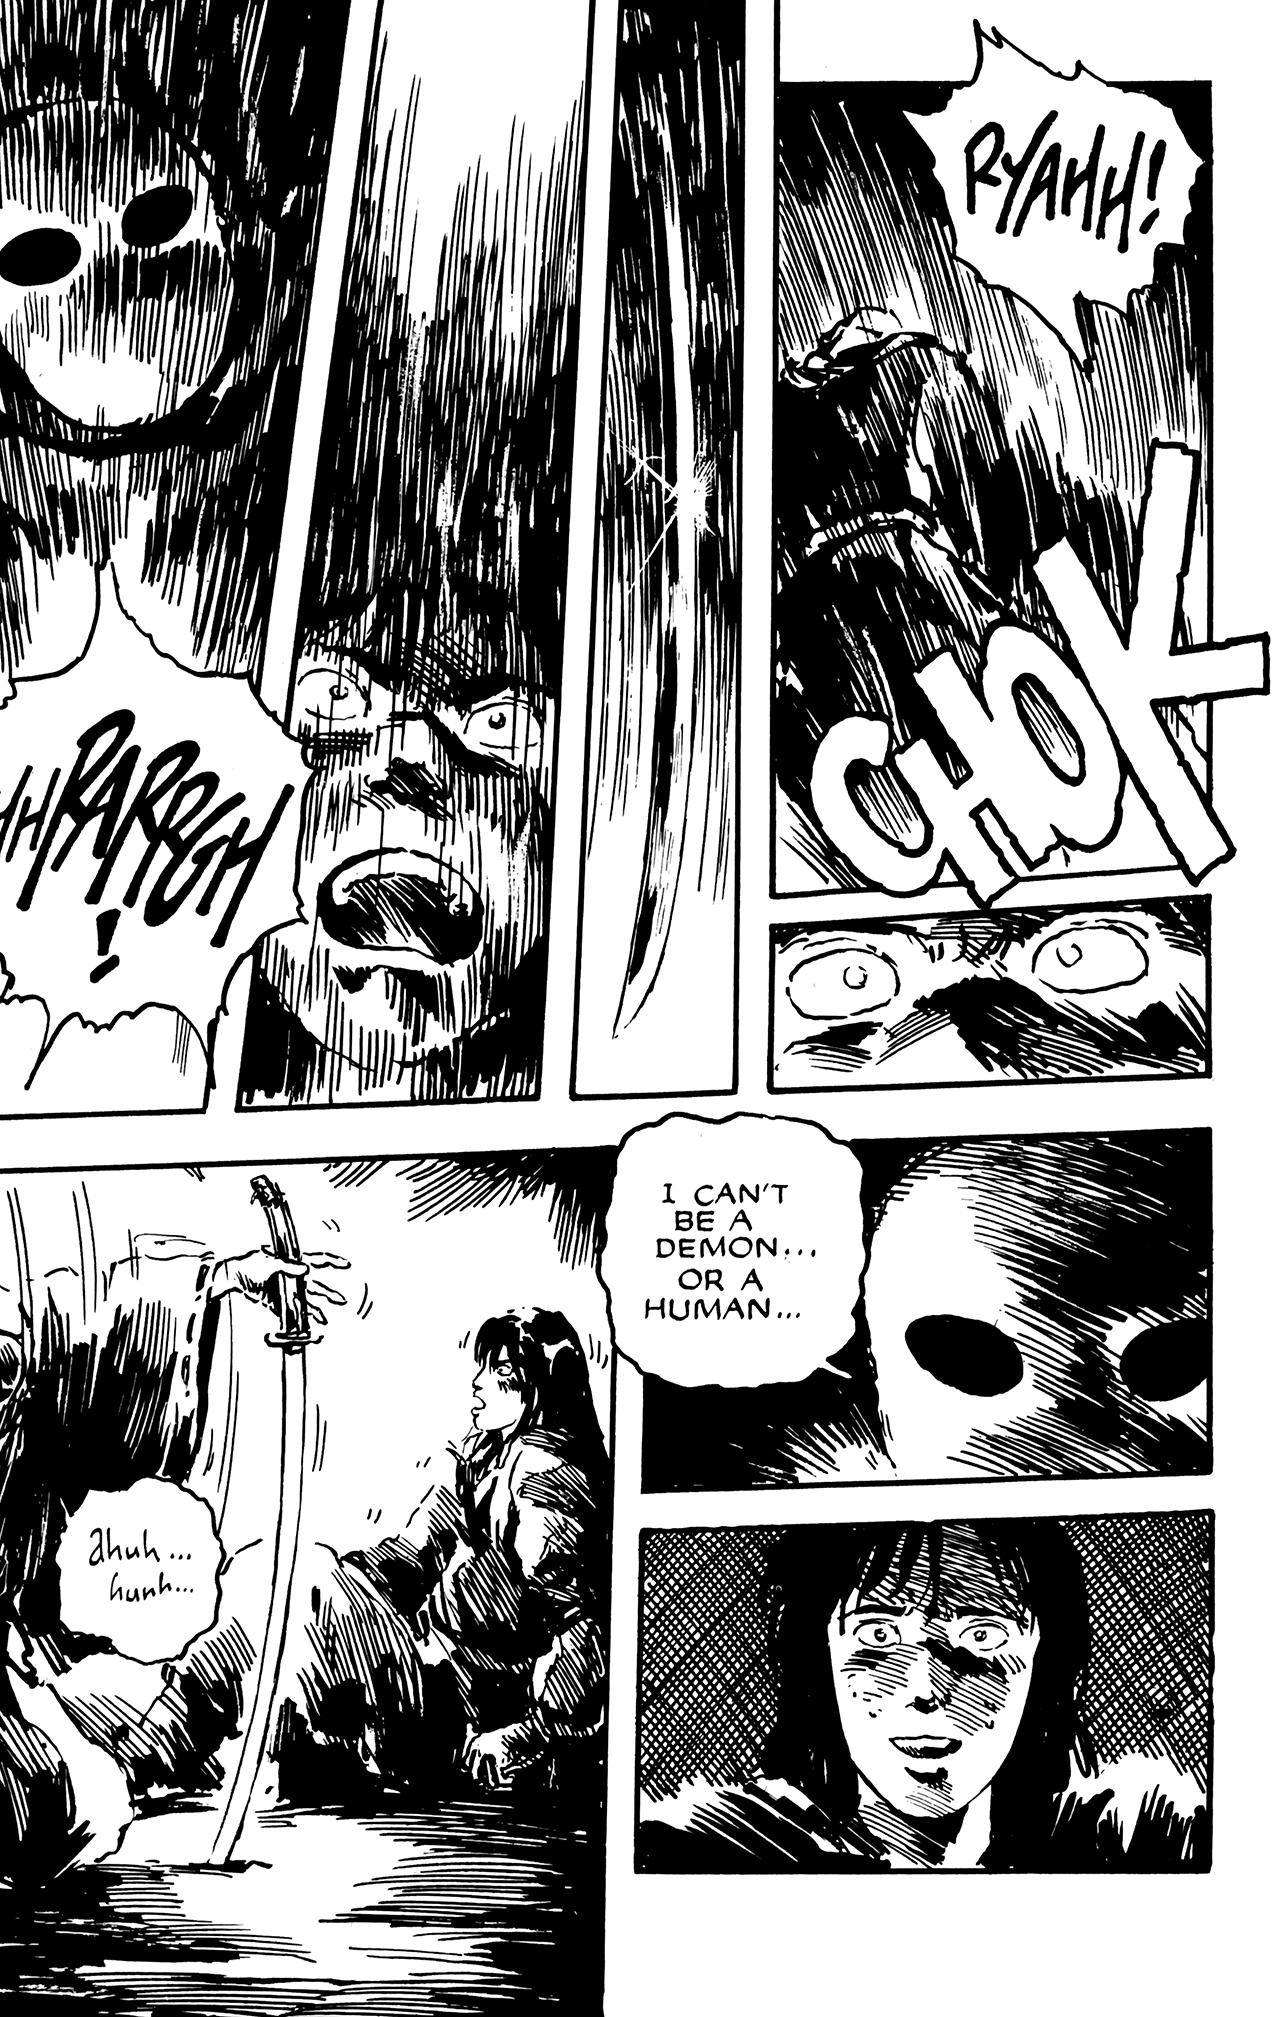 HHRARRGH
!
RYAHH!
CHOK
ahuh...
hunh...
I CAN'T
BE A
DEMON...
OR A
HUMAN...